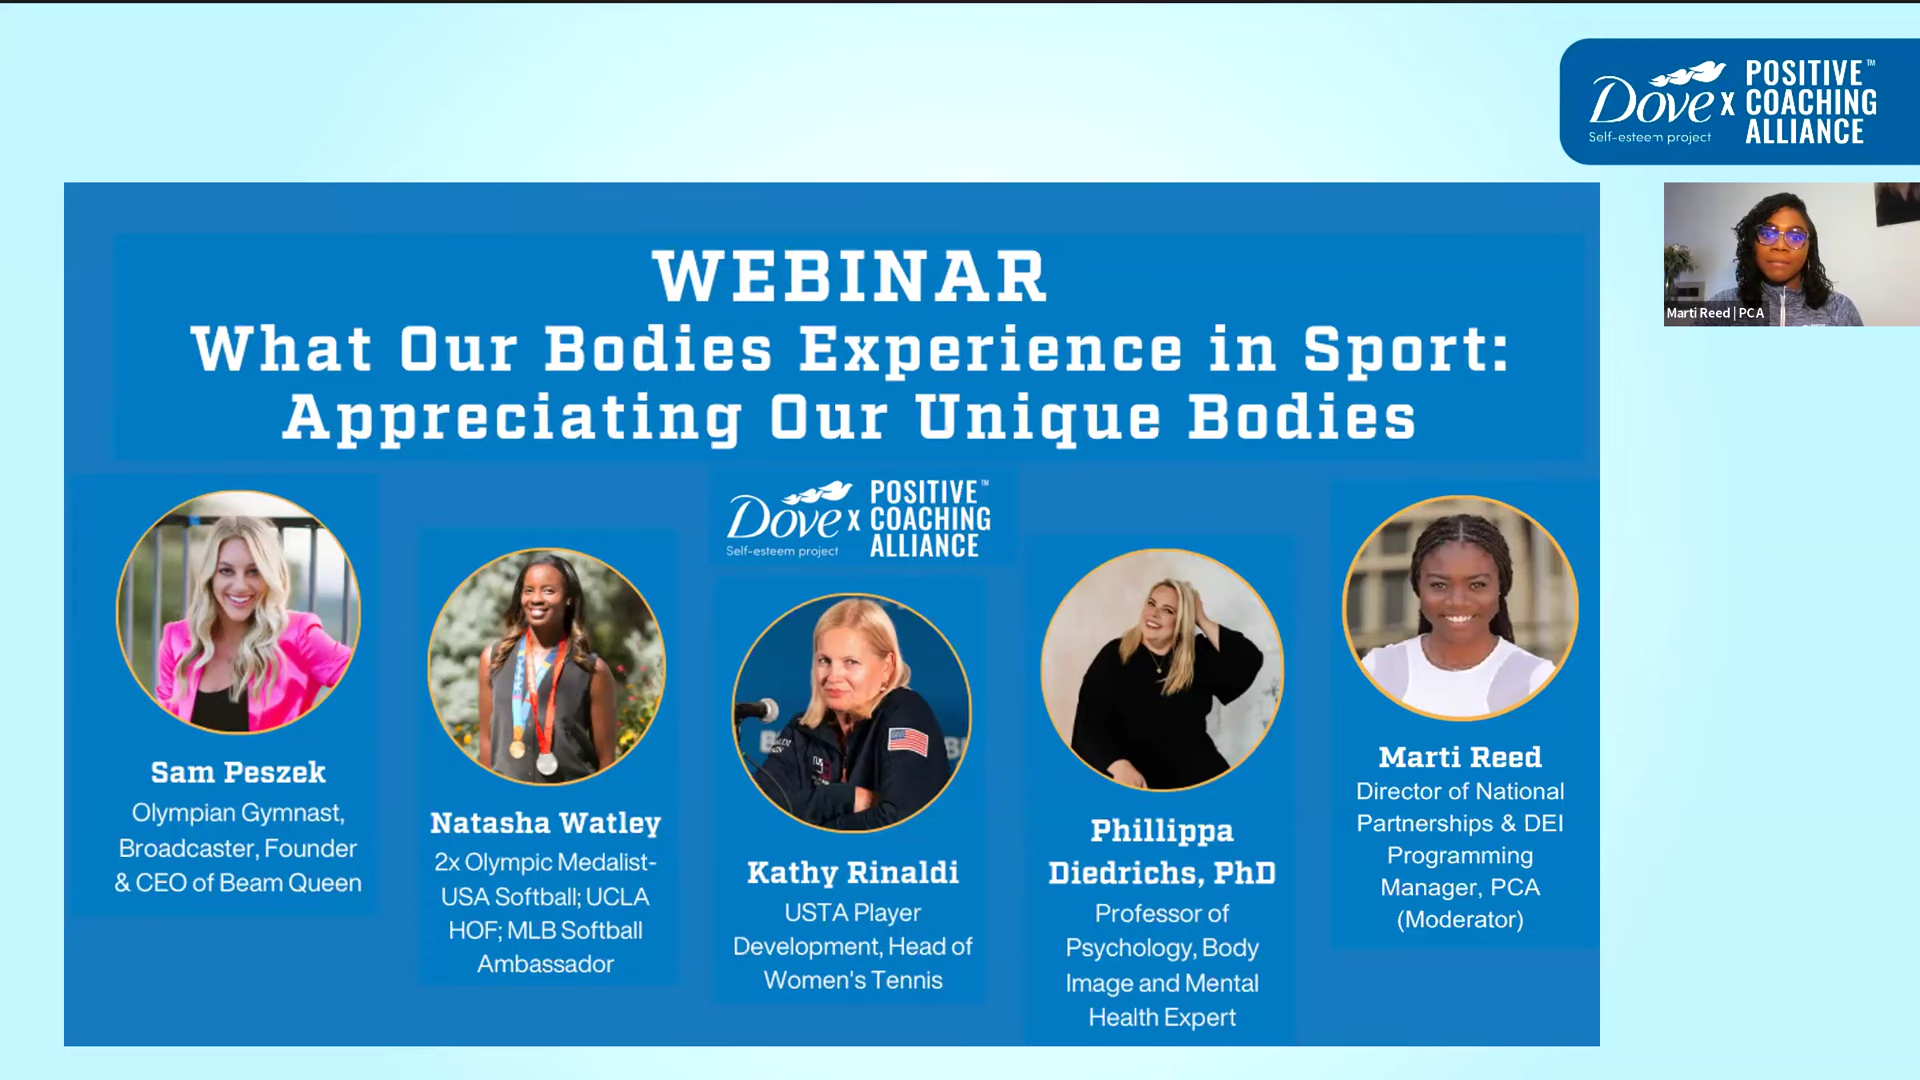 Dove x POSITIVE™
COACHING
ALLIANCE
Self-esteem project
Marti Reed | PCA
WEBINAR
What Our Bodies Experience in Sport:
Appreciating Our Unique Bodies
Dove x POSITIVE™
COACHING
ALLIANCE
Self-esteem project
Sam Peszek
Olympian Gymnast,
Broadcaster, Founder
& CEO of Beam Queen
Natasha Watley
2x Olympic Medalist-
USA Softball; UCLA
HOF; MLB Softball
Ambassador
Kathy Rinaldi
USTA Player
Development, Head of
Women's Tennis
Phillippa
Diedrichs, PhD
Professor of
Psychology, Body
Image and Mental
Health Expert
Marti Reed
Director of National
Partnerships & DEI
Programming
Manager, PCA
(Moderator)